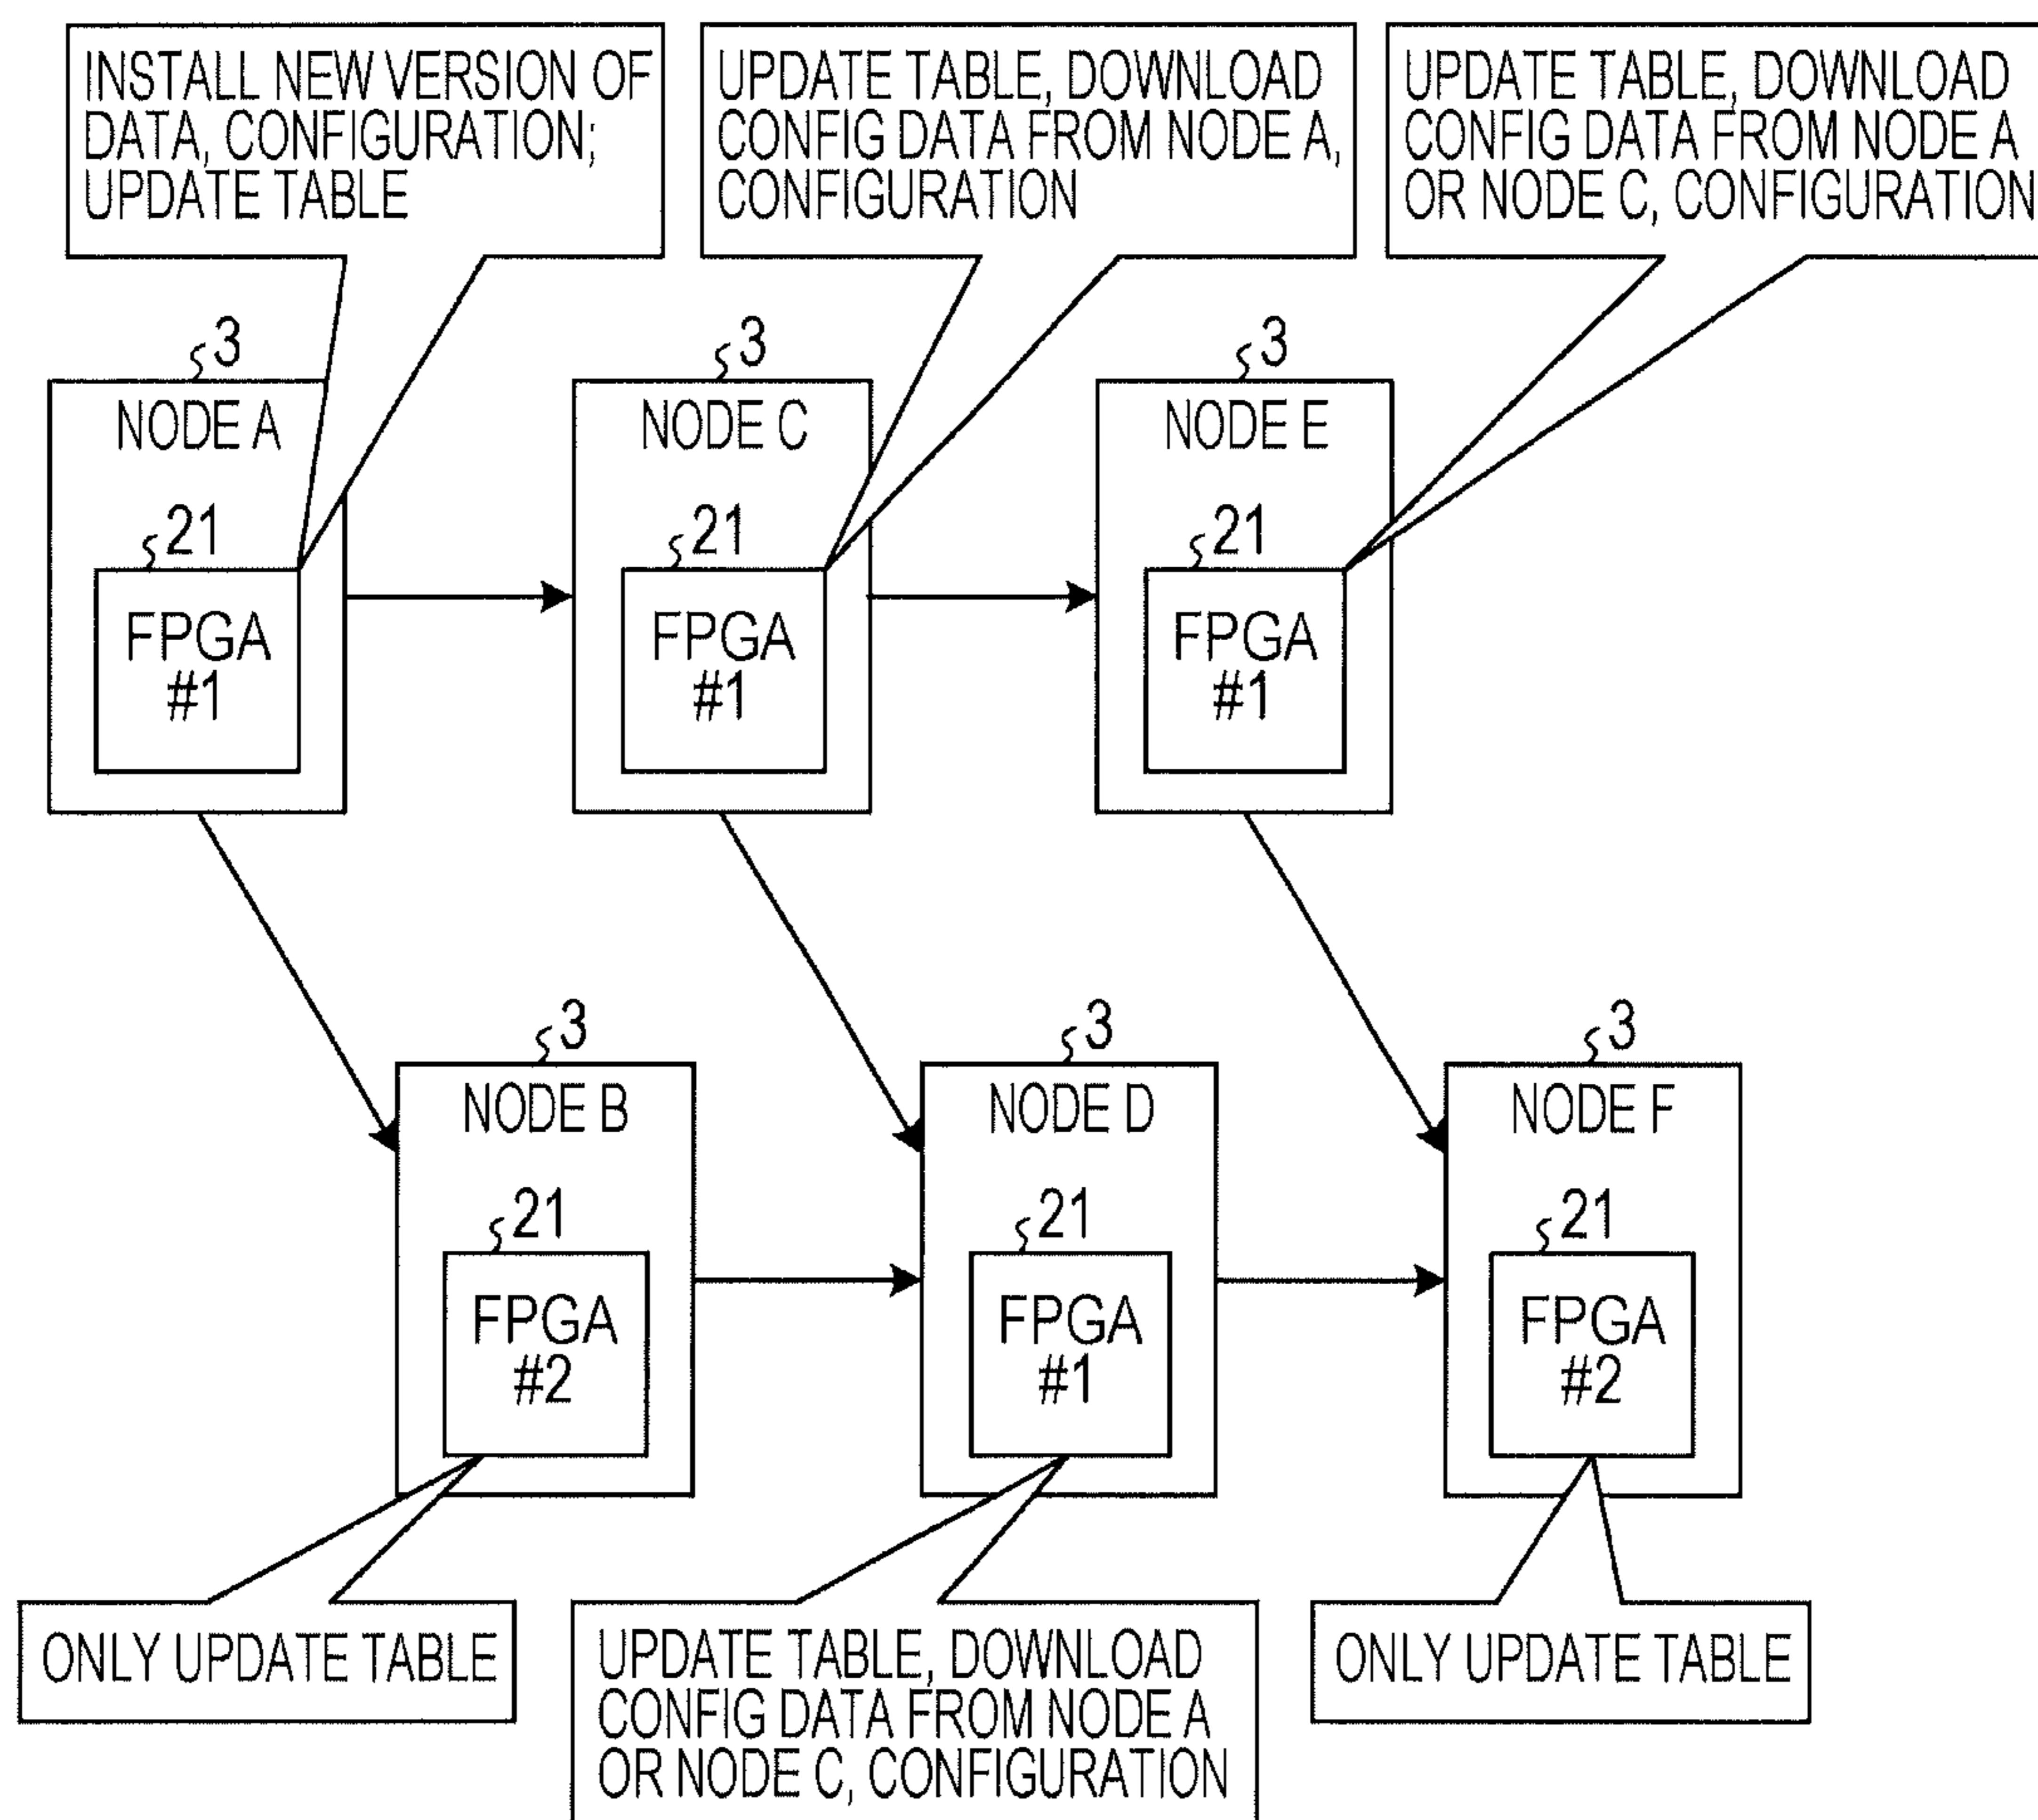 INSTALL NEW VERSION OF
DATA, CONFIGURATION;
UPDATE TABLE
UPDATE TABLE, DOWNLOAD
CONFIG DATA FROM NODE A,
CONFIGURATION
UPDATE TABLE, DOWNLOAD
CONFIG DATA FROM NODE A
OR NODE C, CONFIGURATION
3
NODE A
21
FPGA
#1
3
NODE C
21
FPGA
#1
3
NODE E
21
FPGA
#1
3
NODE B
21
FPGA
#2
3
NODE D
21
FPGA
#1
3
NODE F
21
FPGA
#2
ONLY UPDATE TABLE
UPDATE TABLE, DOWNLOAD
CONFIG DATA FROM NODE A
OR NODE C, CONFIGURATION
ONLY UPDATE TABLE